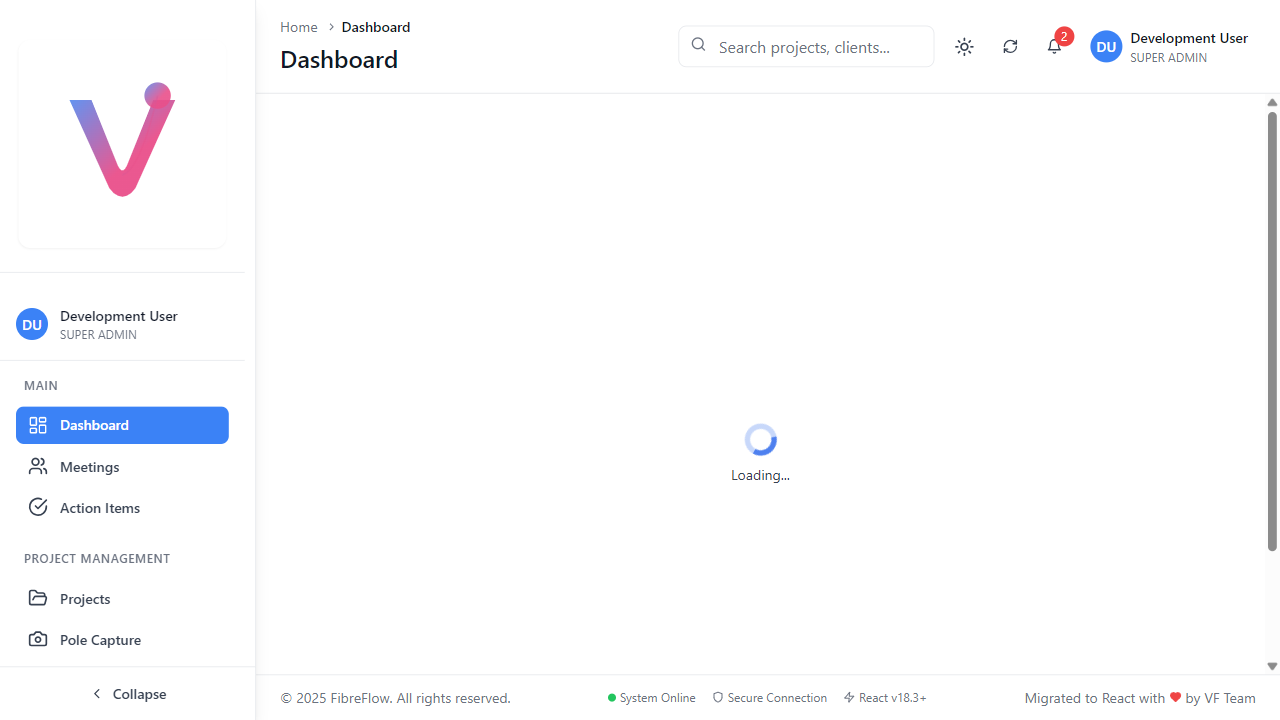 DU
Development User
SUPER ADMIN
MAIN
Dashboard
Meetings
Action Items
PROJECT MANAGEMENT
Projects
Pole Capture
Collapse
Home > Dashboard
Dashboard
Search projects, clients...
2
DU
Development User
SUPER ADMIN
Loading...
© 2025 FibreFlow. All rights reserved.
System Online
Secure Connection
React v18.3+
Migrated to React with ❤ by VF Team